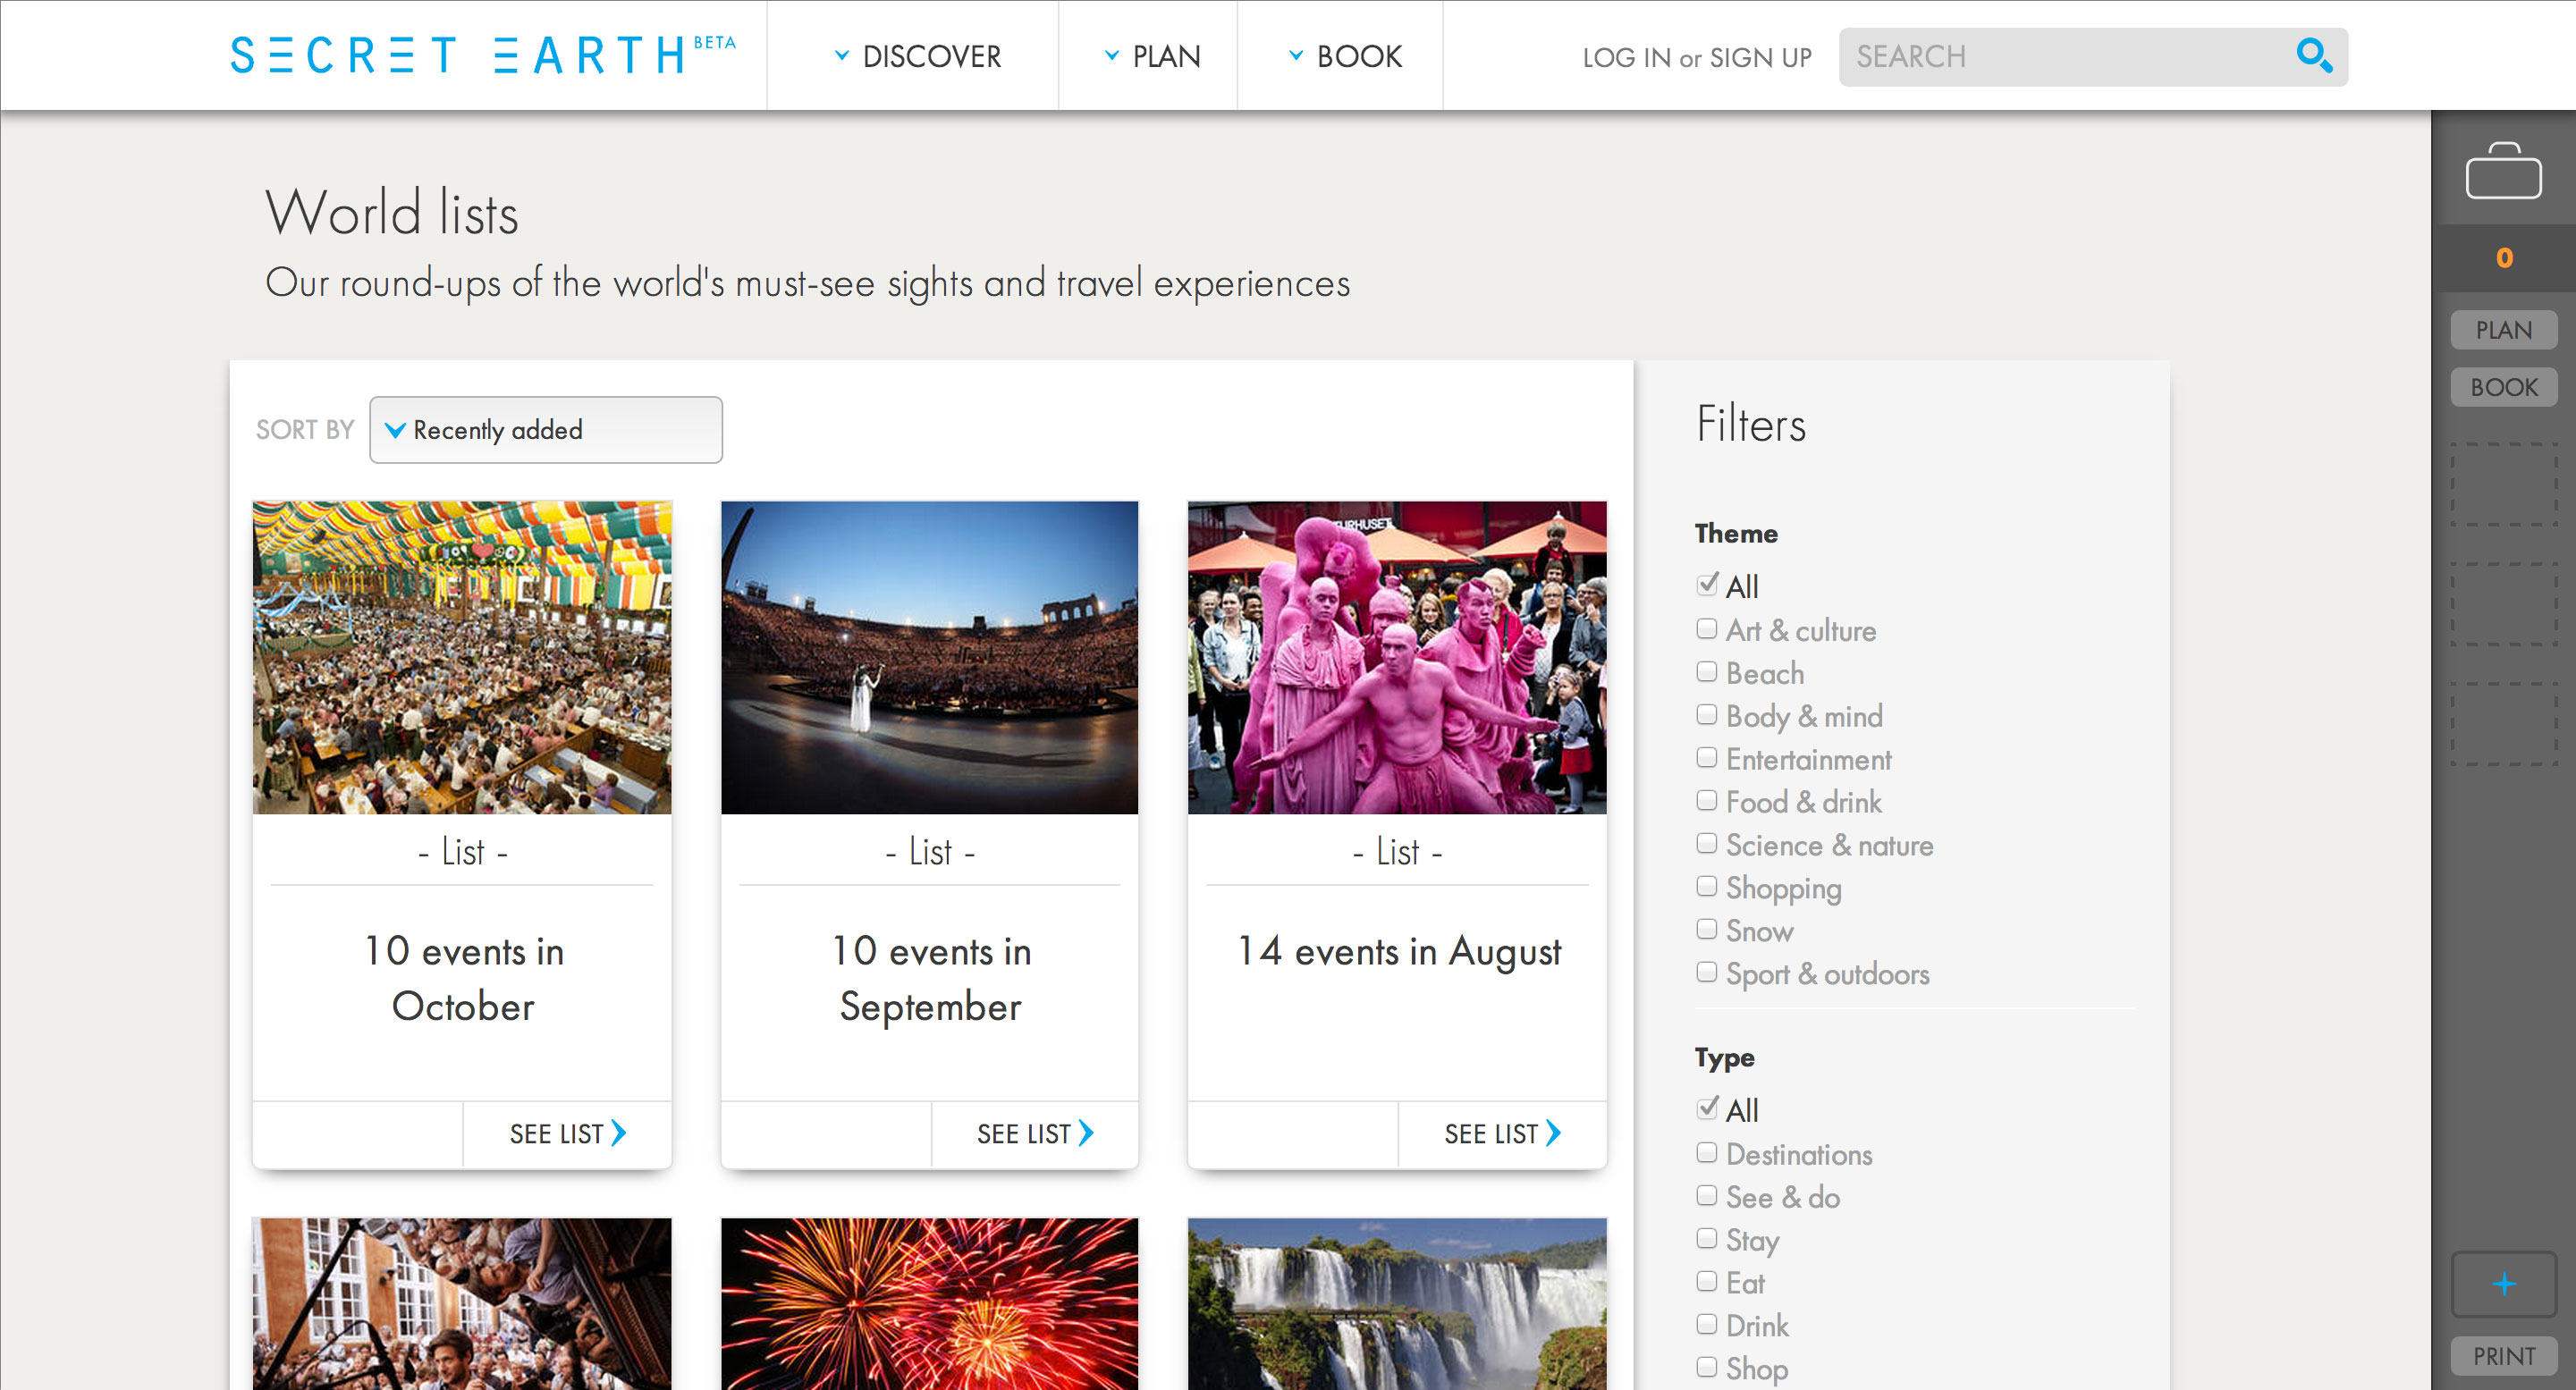 SECRET EARTH BETA
DISCOVER
PLAN
BOOK
LOG IN or SIGN UP
SEARCH
World lists
Our round-ups of the world's must-see sights and travel experiences
0
PLAN
BOOK
SORT BY
Recently added
- List -
10 events in
October
SEE LIST
- List -
10 events in
September
SEE LIST
- List -
14 events in August
SEE LIST
Filters
Theme
All
Art & culture
Beach
Body & mind
Entertainment
Food & drink
Science & nature
Shopping
Snow
Sport & outdoors
Type
All
Destinations
See & do
Stay
Eat
Drink
Shop
PRINT